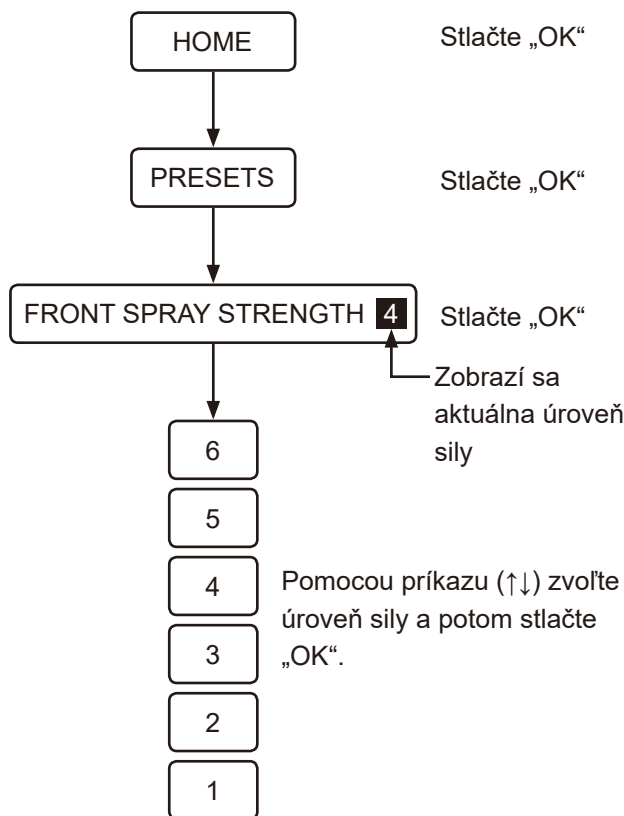 HOME
Stlačte „OK“
PRESETS
Stlačte „OK“
FRONT SPRAY STRENGTH 4
Stlačte „OK“
Zobrazí sa
aktuálna úroveň
sily
6
5
4
Pomocou príkazu (↑↓) zvoľte
úroveň sily a potom stlačte
„OK“.
3
2
1